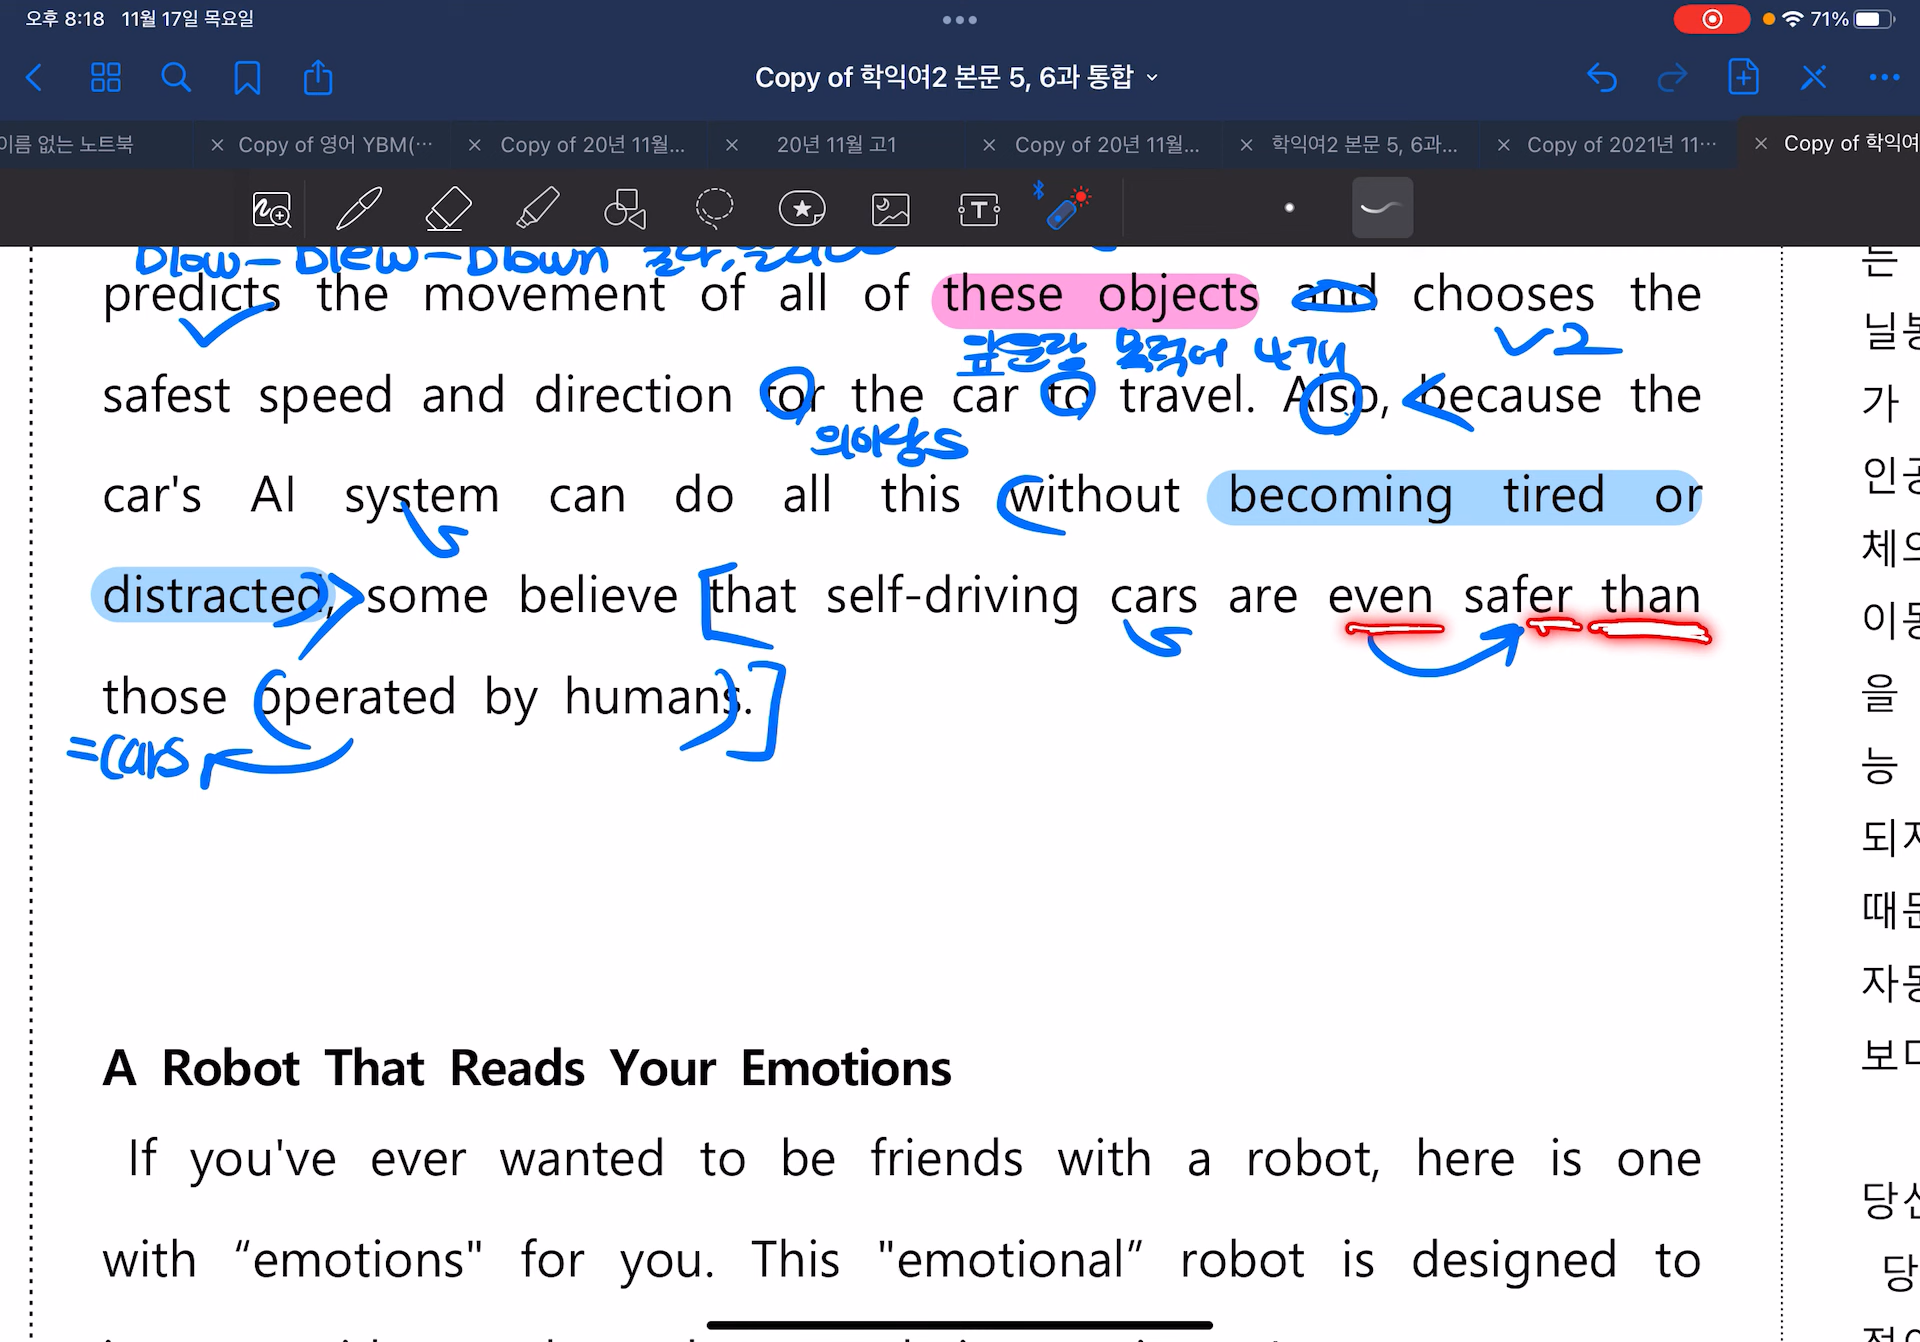 오후 8:18 11월 17일 목요일
71%
Copy of 학익여2 본문 5, 6과 통합
이름 없는 노트북
Copy of 영어 YBM(···
Copy of 20년 11월...
20년 11월 고1
Copy of 20년 11월...
학익여2 본문 5, 6과...
Copy of 2021년 11···
Copy of 학익여
blow-blew-blown
predicts the movement of all of these objects and chooses the
앞문장 목적어 4개
V2
safest speed and direction for the car to travel. Also, because the
의미상S
car's AI system can do all this without becoming tired or
S
distracted, some believe that self-driving cars are even safer than
S
those operated by humans.
=cars
A Robot That Reads Your Emotions
If you've ever wanted to be friends with a robot, here is one
with “emotions" for you. This "emotional” robot is designed to
는
가
을
능
당